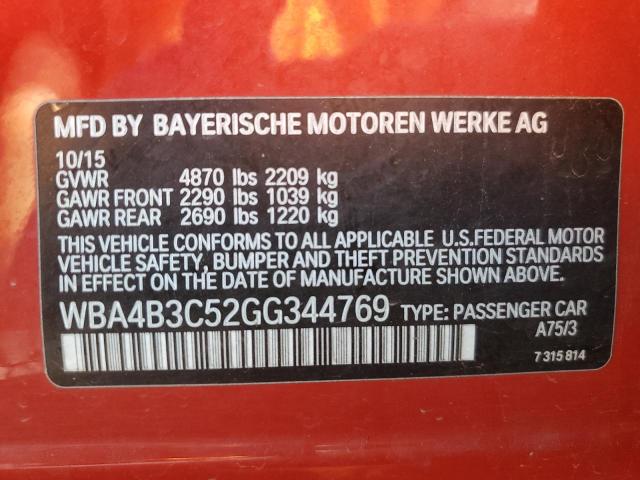 MFD BY BAYERISCHE MOTOREN WERKE AG
10/15
GVWR 4870 lbs 2209 kg
GAWR FRONT 2290 lbs 1039 kg
GAWR REAR 2690 lbs 1220 kg
THIS VEHICLE CONFORMS TO ALL APPLICABLE U.S.FEDERAL MOTOR
VEHICLE SAFETY, BUMPER AND THEFT PREVENTION STANDARDS
IN EFFECT ON THE DATE OF MANUFACTURE SHOWN ABOVE.
WBA4B3C52GG344769 TYPE: PASSENGER CAR
A75/3
7 315 814